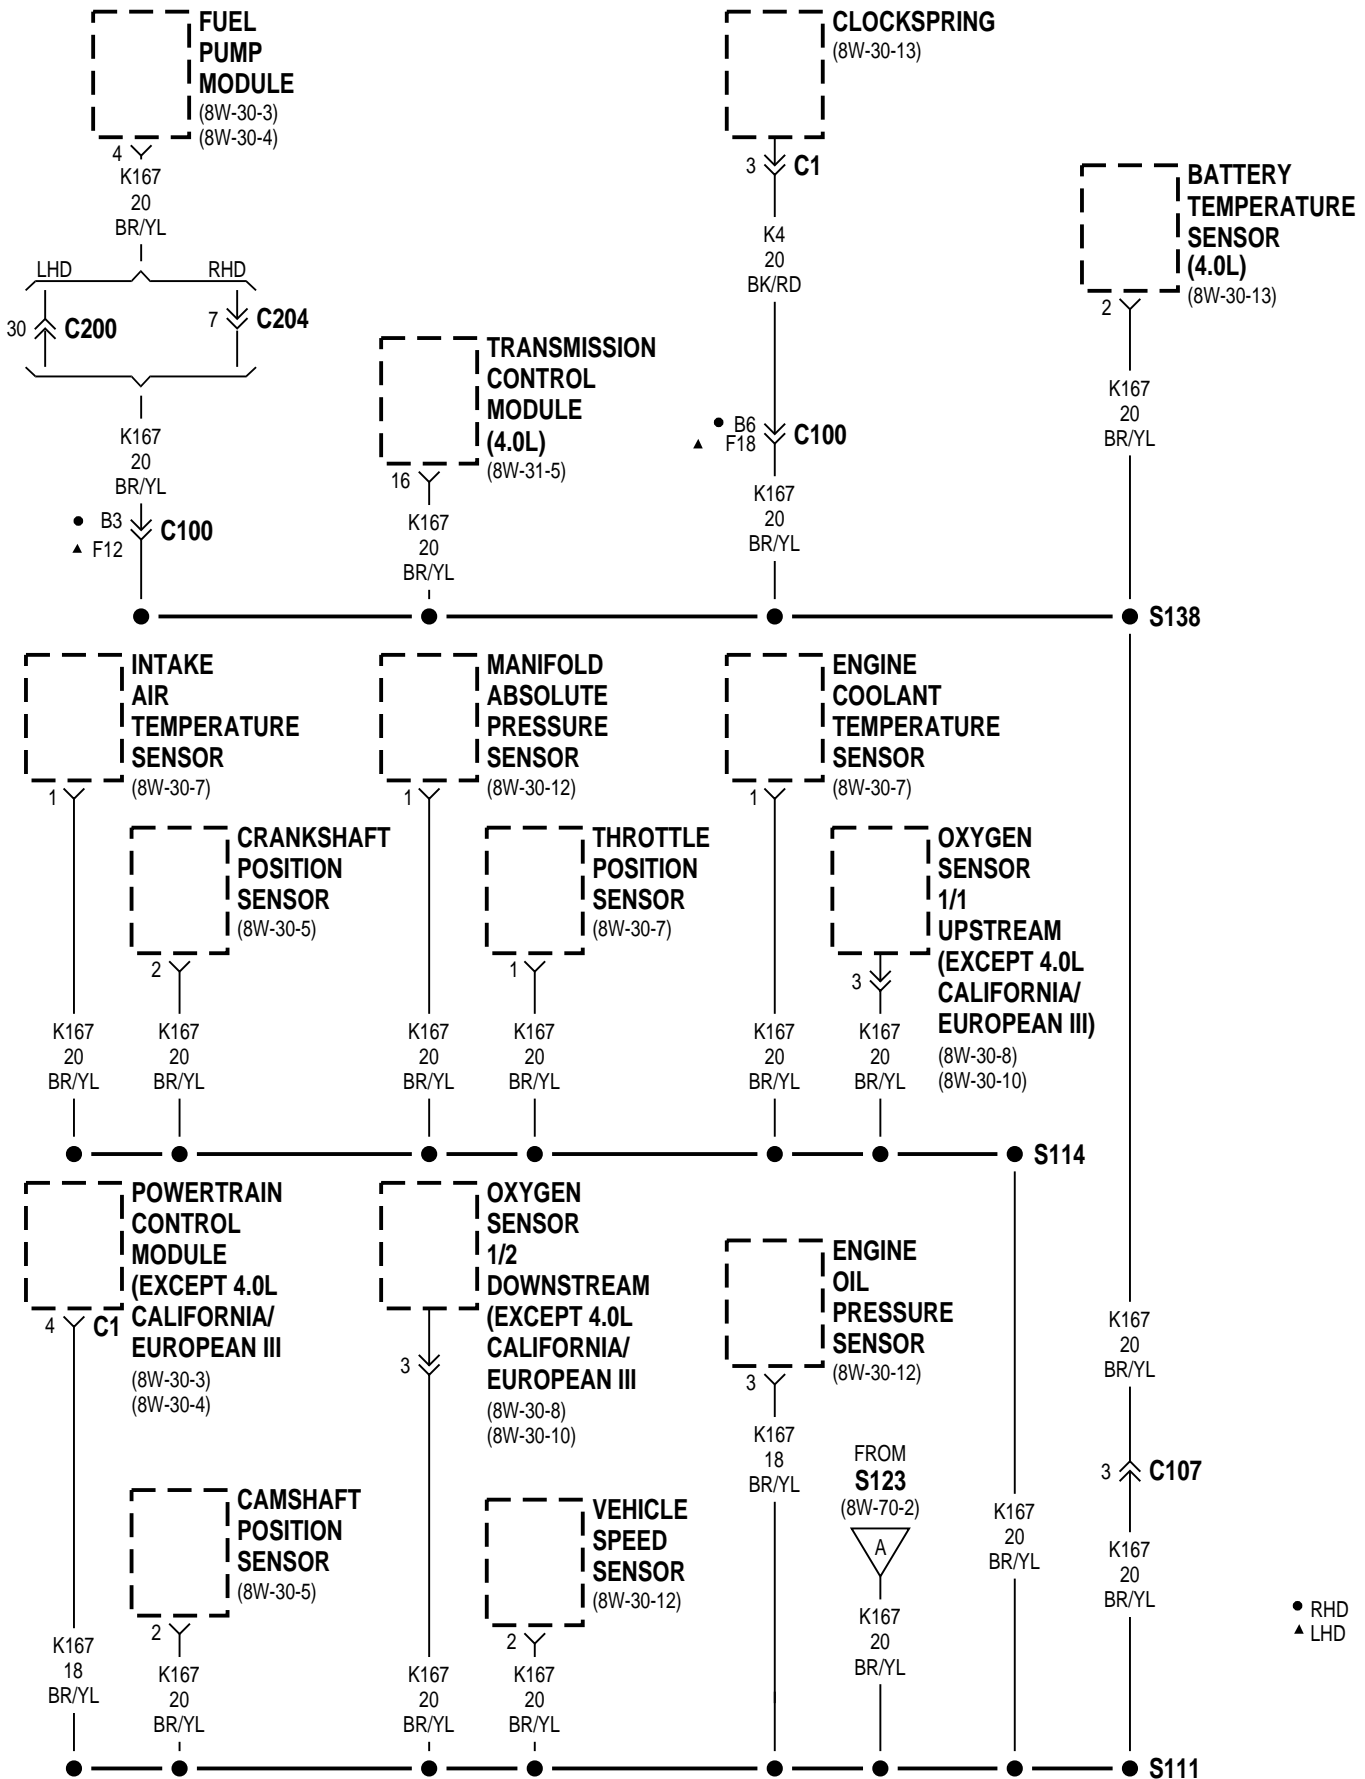 FUEL
PUMP
MODULE
(8W-30-3)
(8W-30-4)
4
K167
20
BR/YL
LHD
RHD
30
C200
7
C204
K167
20
BR/YL
● B3
▲ F12
C100
TRANSMISSION
CONTROL
MODULE
(4.0L)
(8W-31-5)
16
K167
20
BR/YL
CLOCKSPRING
(8W-30-13)
3
C1
K4
20
BK/RD
● B6
▲ F18
C100
K167
20
BR/YL
BATTERY
TEMPERATURE
SENSOR
(4.0L)
(8W-30-13)
2
K167
20
BR/YL
S138
INTAKE
AIR
TEMPERATURE
SENSOR
(8W-30-7)
1
K167
20
BR/YL
CRANKSHAFT
POSITION
SENSOR
(8W-30-5)
2
K167
20
BR/YL
MANIFOLD
ABSOLUTE
PRESSURE
SENSOR
(8W-30-12)
1
K167
20
BR/YL
THROTTLE
POSITION
SENSOR
(8W-30-7)
1
K167
20
BR/YL
ENGINE
COOLANT
TEMPERATURE
SENSOR
(8W-30-7)
1
K167
20
BR/YL
OXYGEN
SENSOR
1/1
UPSTREAM
(EXCEPT 4.0L
CALIFORNIA/
EUROPEAN III)
(8W-30-8)
(8W-30-10)
3
K167
20
BR/YL
S114
POWERTRAIN
CONTROL
MODULE
(EXCEPT 4.0L
CALIFORNIA/
EUROPEAN III
(8W-30-3)
(8W-30-4)
4
C1
K167
18
BR/YL
CAMSHAFT
POSITION
SENSOR
(8W-30-5)
2
K167
20
BR/YL
OXYGEN
SENSOR
1/2
DOWNSTREAM
(EXCEPT 4.0L
CALIFORNIA/
EUROPEAN III
(8W-30-8)
(8W-30-10)
3
K167
20
BR/YL
VEHICLE
SPEED
SENSOR
(8W-30-12)
2
K167
20
BR/YL
ENGINE
OIL
PRESSURE
SENSOR
(8W-30-12)
3
K167
18
BR/YL
FROM
S123
(8W-70-2)
A
K167
20
BR/YL
K167
20
BR/YL
K167
20
BR/YL
3
C107
K167
20
BR/YL
● RHD
▲ LHD
S111